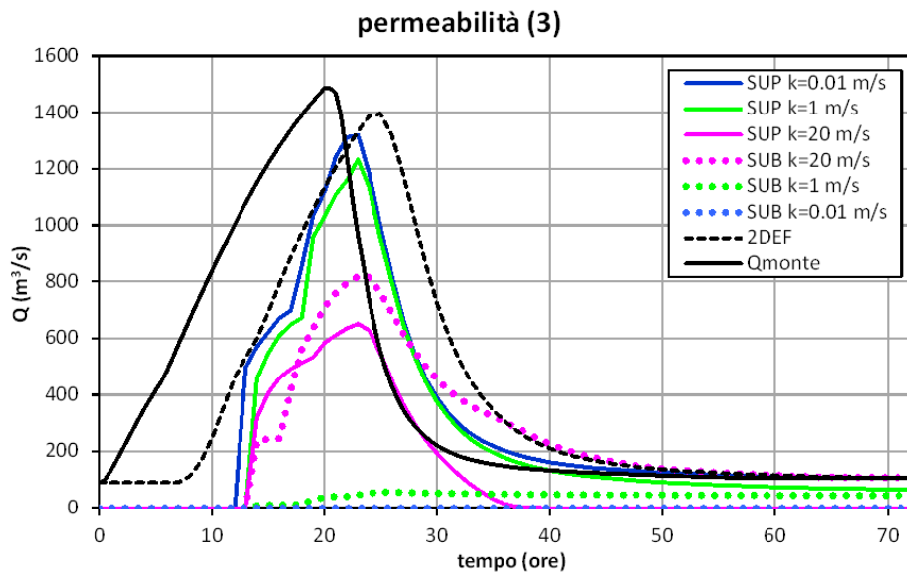 permeabilità (3)
Q (m³/s)
1600
1400
1200
1000
800
600
400
200
0
0 10 20 30 40 50 60 70
tempo (ore)
SUP k=0.01 m/s
SUP k=1 m/s
SUP k=20 m/s
SUB k=20 m/s
SUB k=1 m/s
SUB k=0.01 m/s
2DEF
Qmonte